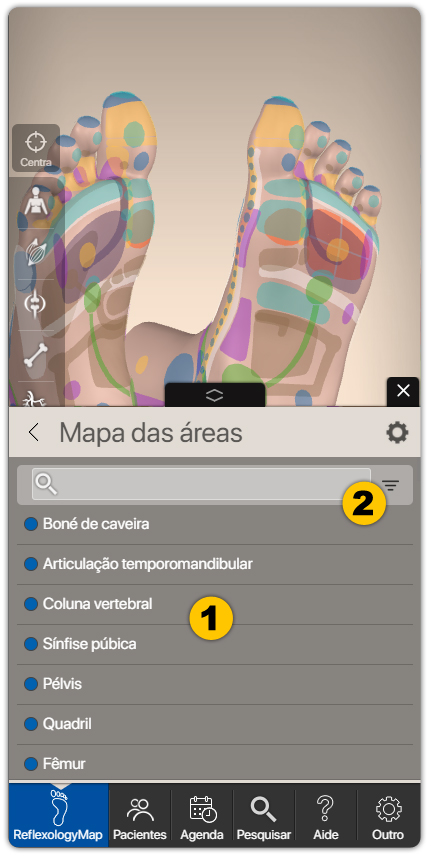 Centra
Mapa das áreas
2
Boné de caveira
Articulação temporomandibular
Coluna vertebral
1
Sínfise púbica
Pélvis
Quadril
Fêmur
ReflexologyMap Pacientes Agenda Pesquisar Aide Outro